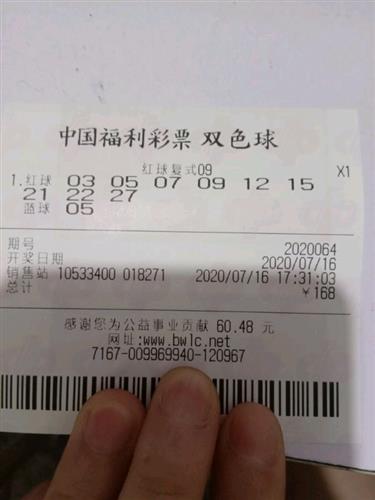 中国福利彩票 双色球
红球复式09 X1
1.红球 03 05 07 09 12 15
21 22 27
蓝球 05
期号 2020064
开奖日期 2020/07/16
销售站 10533400 018271 2020/07/16 17:31:03
总计 ¥168
感谢您为公益事业贡献 60.48 元
网址:www.bwlc.net
7167-009969940-120967